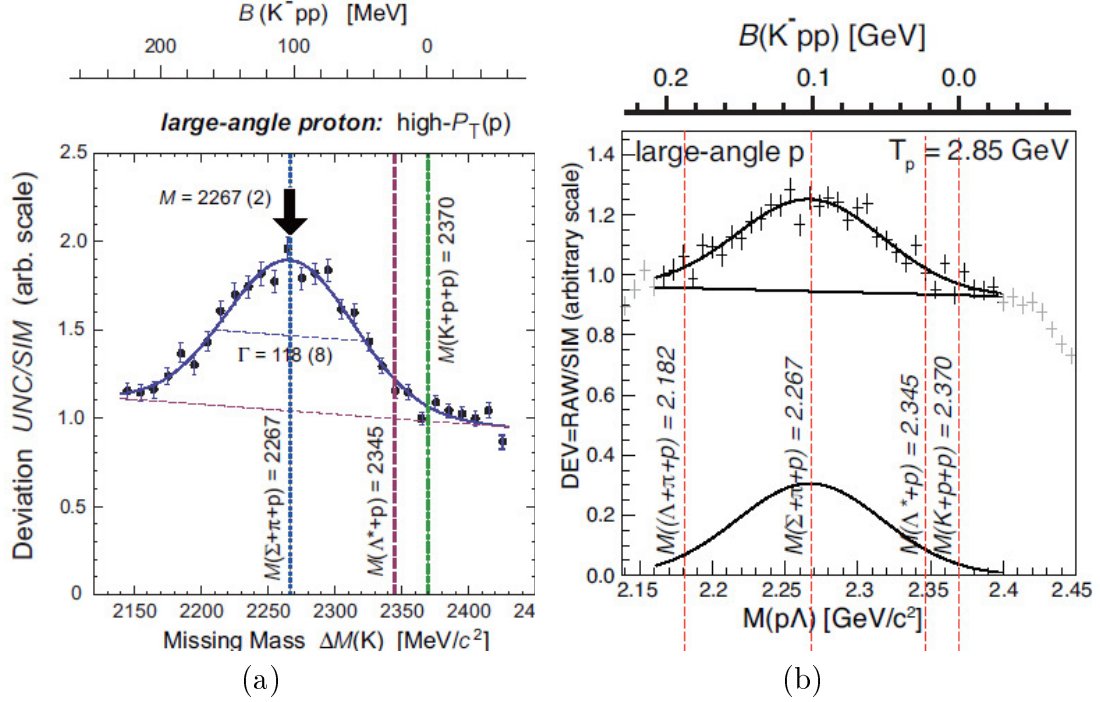 B (K⁻pp) [MeV]
200 100 0
large-angle proton: high-P_T(p)
Deviation UNC/SIM (arb. scale)
2.5
2.0
1.5
1.0
0.5
0
M = 2267 (2)
Γ = 118 (8)
M(Σ+π+p) = 2267
M(Λ*+p) = 2345
M(K+p+p) = 2370
2150 2200 2250 2300 2350 2400 24
Missing Mass ΔM(K) [MeV/c²]
(a)
B(K⁻pp) [GeV]
0.2 0.1 0.0
large-angle p T_p = 2.85 GeV
DEV=RAW/SIM (arbitrary scale)
1.4
1.2
1.0
0.8
0.6
0.4
0.2
0.0
M((Λ+π+p) = 2.182
M(Σ+π+p) = 2.267
M(Λ*+p) = 2.345
M(K+p+p) = 2.370
2.15 2.2 2.25 2.3 2.35 2.4 2.45
M(pΛ) [GeV/c²]
(b)